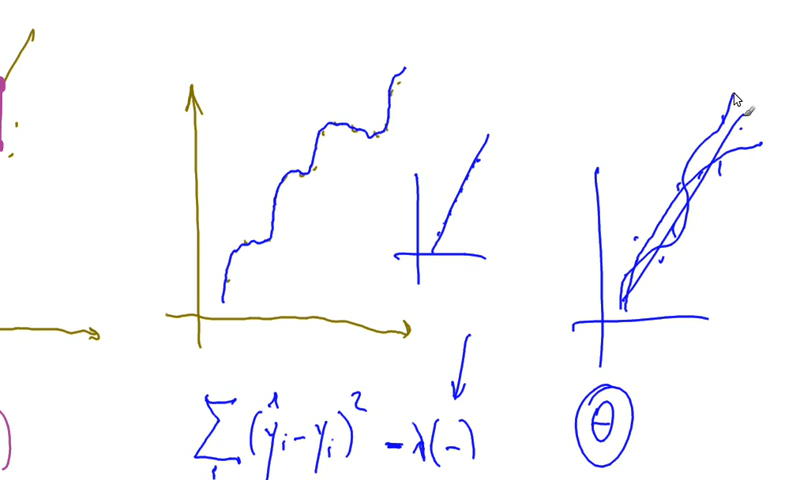 ∑ᵢ (ŷᵢ - yᵢ)² - λ(-)
θ